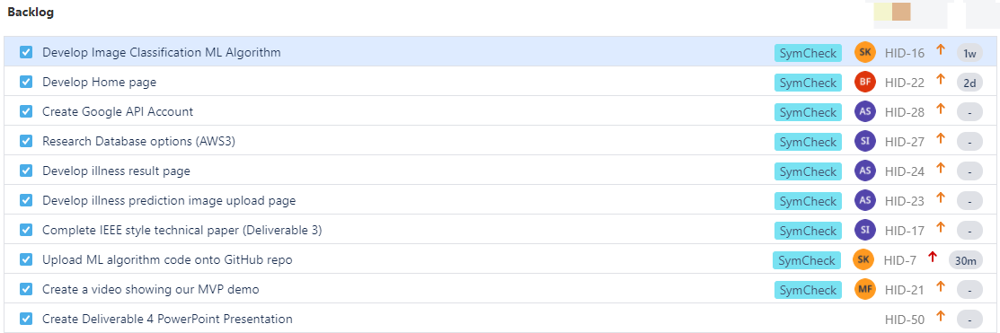 Backlog
Develop Image Classification ML Algorithm SymCheck SK HID-16 1w
Develop Home page SymCheck BF HID-22 2d
Create Google API Account SymCheck AS HID-28 -
Research Database options (AWS3) SymCheck SI HID-27 -
Develop illness result page SymCheck AS HID-24 -
Develop illness prediction image upload page SymCheck AS HID-23 -
Complete IEEE style technical paper (Deliverable 3) SymCheck SI HID-17 -
Upload ML algorithm code onto GitHub repo SymCheck SK HID-7 30m
Create a video showing our MVP demo SymCheck MF HID-21 -
Create Deliverable 4 PowerPoint Presentation HID-50 -